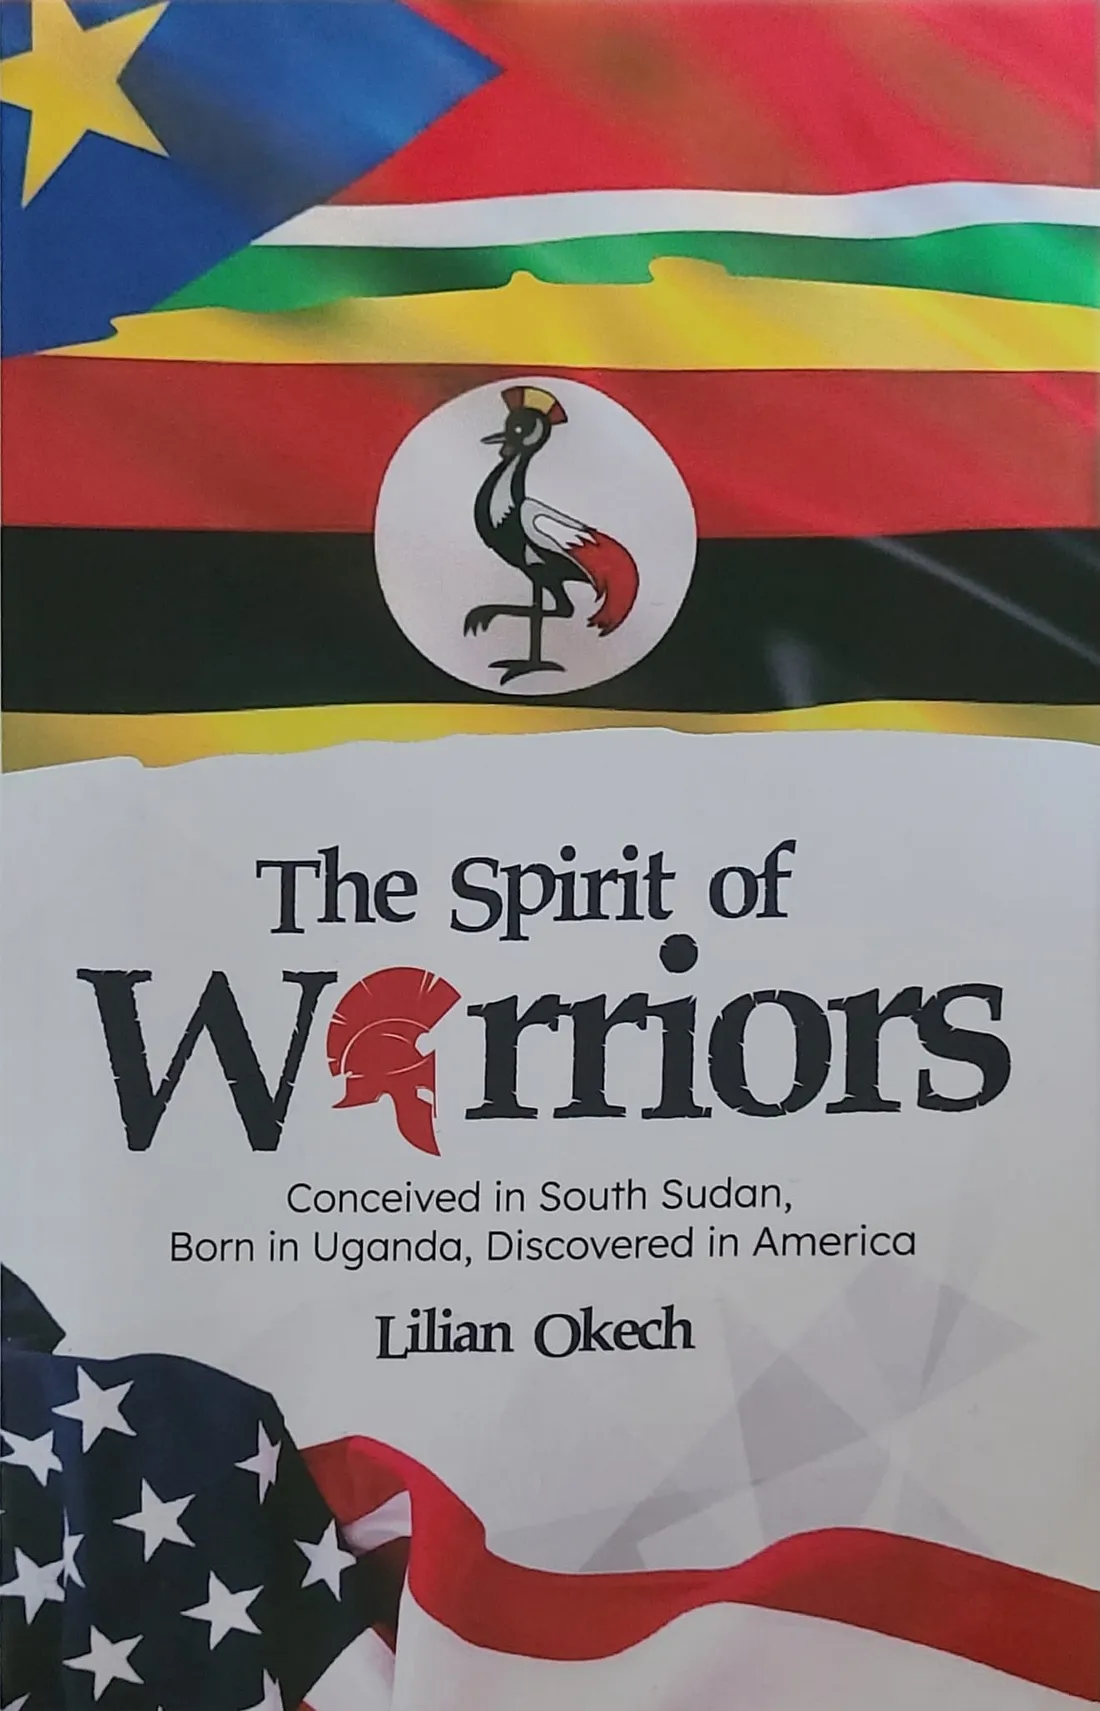 The Spirit of
Warriors
Conceived in South Sudan,
Born in Uganda, Discovered in America
Lilian Okech